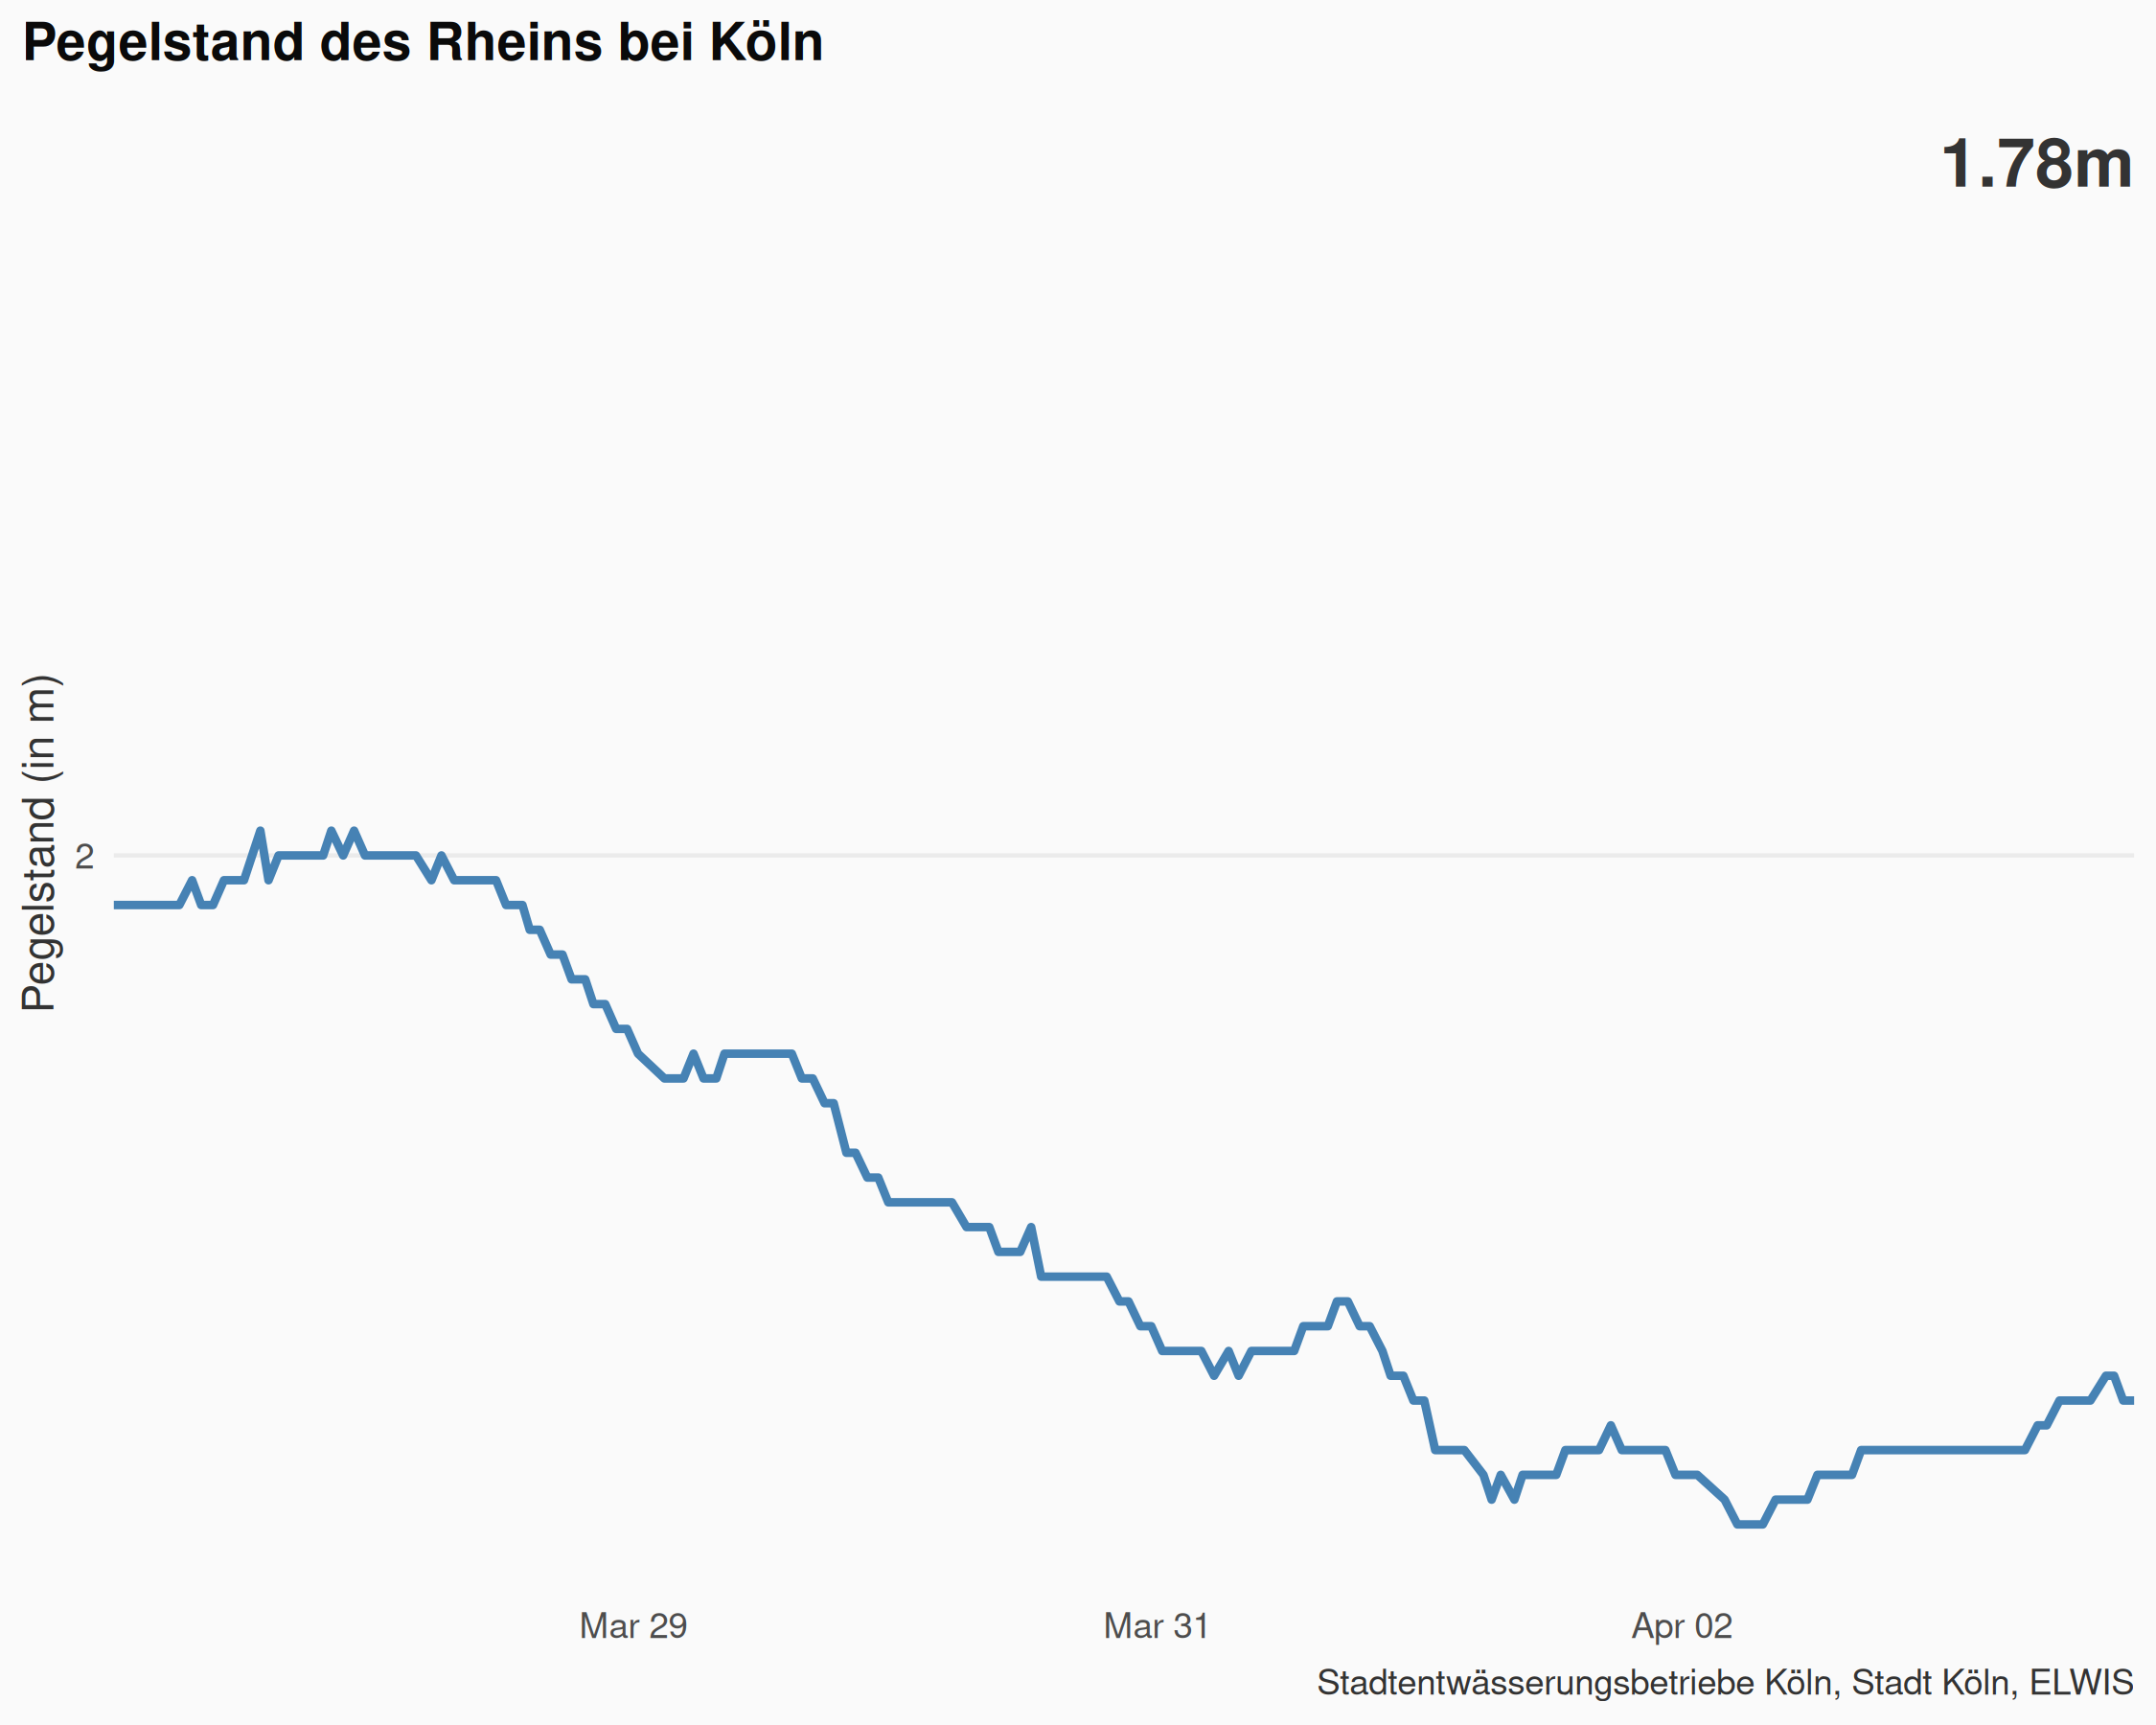 Pegelstand des Rheins bei Köln
1.78m
Pegelstand (in m)
2
Mar 29
Mar 31
Apr 02
Stadtentwässerungsbetriebe Köln, Stadt Köln, ELWIS